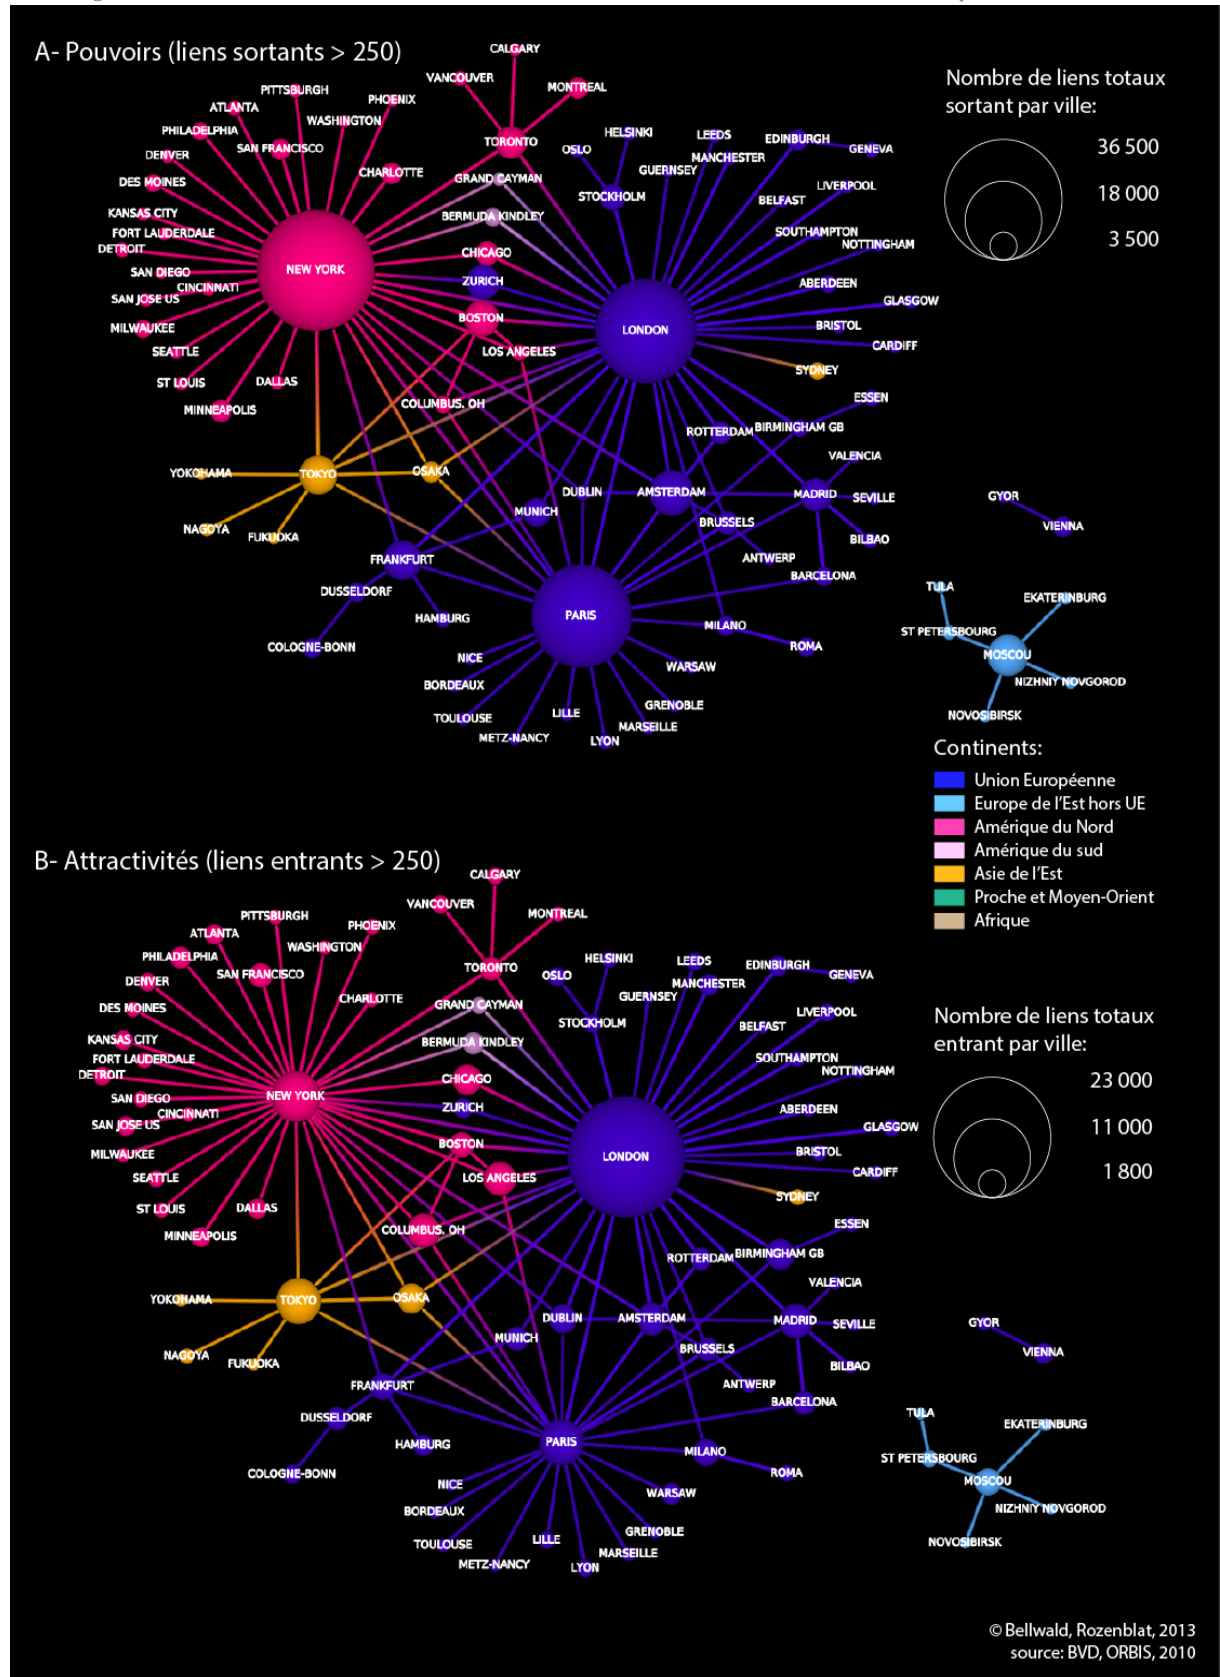 A- Pouvoirs (liens sortants > 250)
CALGARY
VANCOUVER
MONTREAL
PITTSBURGH
PHOENIX
ATLANTA
WASHINGTON
PHILADELPHIA
SAN FRANCISCO
TORONTO
DENVER
CHARLOTTE
GRAND CAYMAN
DES MOINES
BERMUDA KINDLEY
KANSAS CITY
FORT LAUDERDALE
DETROIT
CHICAGO
NEW YORK
SAN DIEGO
ZURICH
CINCINNATI
SAN JOSE US
BOSTON
MILWAUKEE
SEATTLE
LOS ANGELES
ST LOUIS
DALLAS
COLUMBUS. OH
MINNEAPOLIS
HELSINKI
OSLO
LEEDS
EDINBURGH
GENEVA
MANCHESTER
GUERNSEY
STOCKHOLM
LIVERPOOL
BELFAST
SOUTHAMPTON
NOTTINGHAM
ABERDEEN
GLASGOW
LONDON
BRISTOL
CARDIFF
SYDNEY
ESSEN
ROTTERDAM
BIRMINGHAM GB
VALENCIA
YOKOHAMA
TOKYO
OSAKA
DUBLIN
AMSTERDAM
MADRID
SEVILLE
MUNICH
BRUSSELS
NAGOYA
FUKUOKA
BILBAO
FRANKFURT
ANTWERP
BARCELONA
DUSSELDORF
HAMBURG
PARIS
MILANO
COLOGNE-BONN
ROMA
NICE
WARSAW
BORDEAUX
GRENOBLE
TOULOUSE
LILLE
MARSEILLE
METZ-NANCY
LYON
GYOR
VIENNA
TULA
EKATERINBURG
ST PETERSBOURG
MOSCOU
NIZHNIY NOVGOROD
NOVOSIBIRSK
Nombre de liens totaux
sortant par ville:
36 500
18 000
3 500
Continents:
Union Européenne
Europe de l'Est hors UE
Amérique du Nord
Amérique du sud
Asie de l'Est
Proche et Moyen-Orient
Afrique
B- Attractivités (liens entrants > 250)
CALGARY
VANCOUVER
MONTREAL
PITTSBURGH
PHOENIX
ATLANTA
WASHINGTON
PHILADELPHIA
SAN FRANCISCO
TORONTO
DENVER
CHARLOTTE
GRAND CAYMAN
DES MOINES
BERMUDA KINDLEY
KANSAS CITY
FORT LAUDERDALE
DETROIT
CHICAGO
NEW YORK
SAN DIEGO
ZURICH
CINCINNATI
SAN JOSE US
BOSTON
MILWAUKEE
SEATTLE
LOS ANGELES
ST LOUIS
DALLAS
COLUMBUS. OH
MINNEAPOLIS
HELSINKI
OSLO
LEEDS
EDINBURGH
GENEVA
MANCHESTER
GUERNSEY
STOCKHOLM
LIVERPOOL
BELFAST
SOUTHAMPTON
NOTTINGHAM
ABERDEEN
GLASGOW
LONDON
BRISTOL
CARDIFF
SYDNEY
ESSEN
ROTTERDAM
BIRMINGHAM GB
VALENCIA
YOKOHAMA
TOKYO
OSAKA
DUBLIN
AMSTERDAM
MADRID
SEVILLE
MUNICH
BRUSSELS
NAGOYA
FUKUOKA
BILBAO
FRANKFURT
ANTWERP
BARCELONA
DUSSELDORF
HAMBURG
PARIS
MILANO
COLOGNE-BONN
ROMA
NICE
WARSAW
BORDEAUX
GRENOBLE
TOULOUSE
LILLE
MARSEILLE
METZ-NANCY
LYON
GYOR
VIENNA
TULA
EKATERINBURG
ST PETERSBOURG
MOSCOU
NIZHNIY NOVGOROD
NOVOSIBIRSK
Nombre de liens totaux
entrant par ville:
23 000
11 000
1 800
© Bellwald, Rozenblat, 2013
source: BVD, ORBIS, 2010